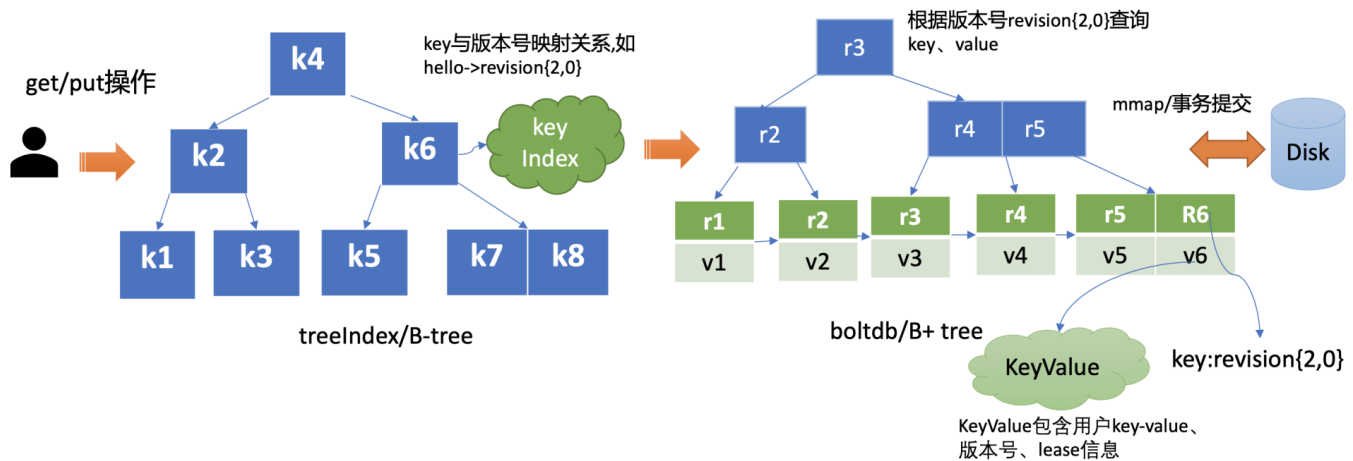 get/put操作
k4
k2
k6
k1
k3
k5
k7
k8
key与版本号映射关系,如
hello->revision{2,0}
key
Index
treeIndex/B-tree
根据版本号revision{2,0}查询
key、value
r3
r2
r4
r5
r1
r2
r3
r4
r5
R6
v1
v2
v3
v4
v5
v6
mmap/事务提交
Disk
boltdb/B+ tree
KeyValue
key:revision{2,0}
KeyValue包含用户key-value、
版本号、lease信息